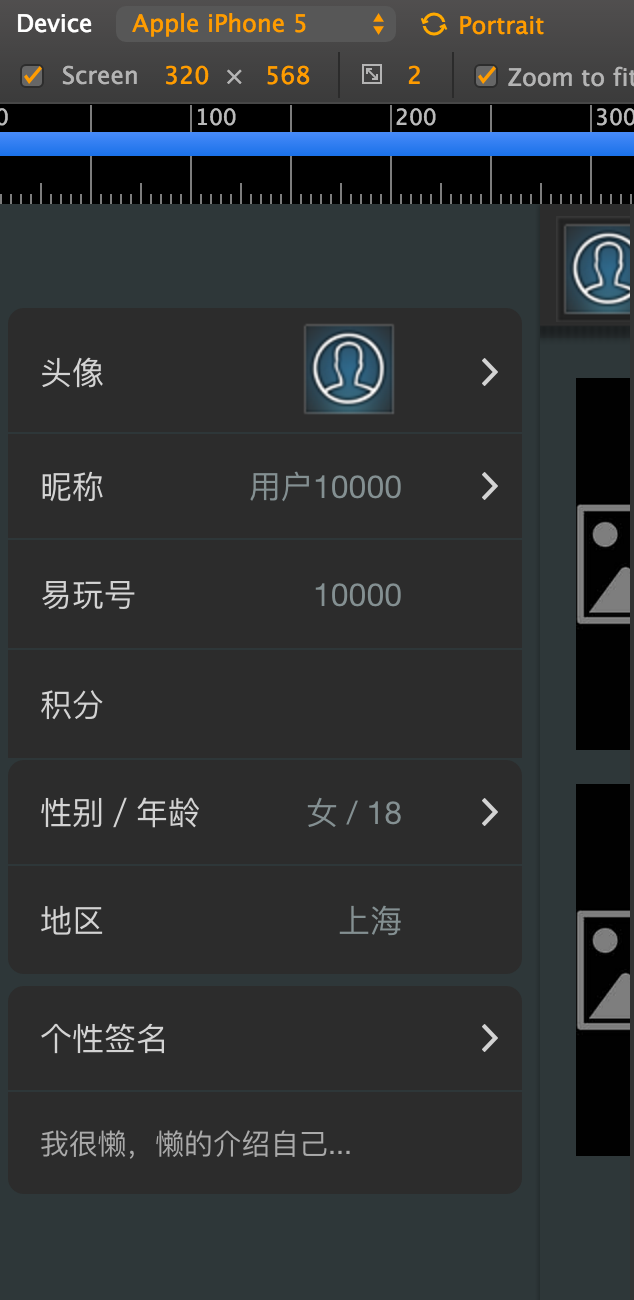 Device Apple iPhone 5 Portrait
Screen 320 × 568 2 Zoom to fit
0 100 200 300
头像
昵称 用户10000
易玩号 10000
积分
性别 / 年龄 女 / 18
地区 上海
个性签名
我很懒，懒的介绍自己...